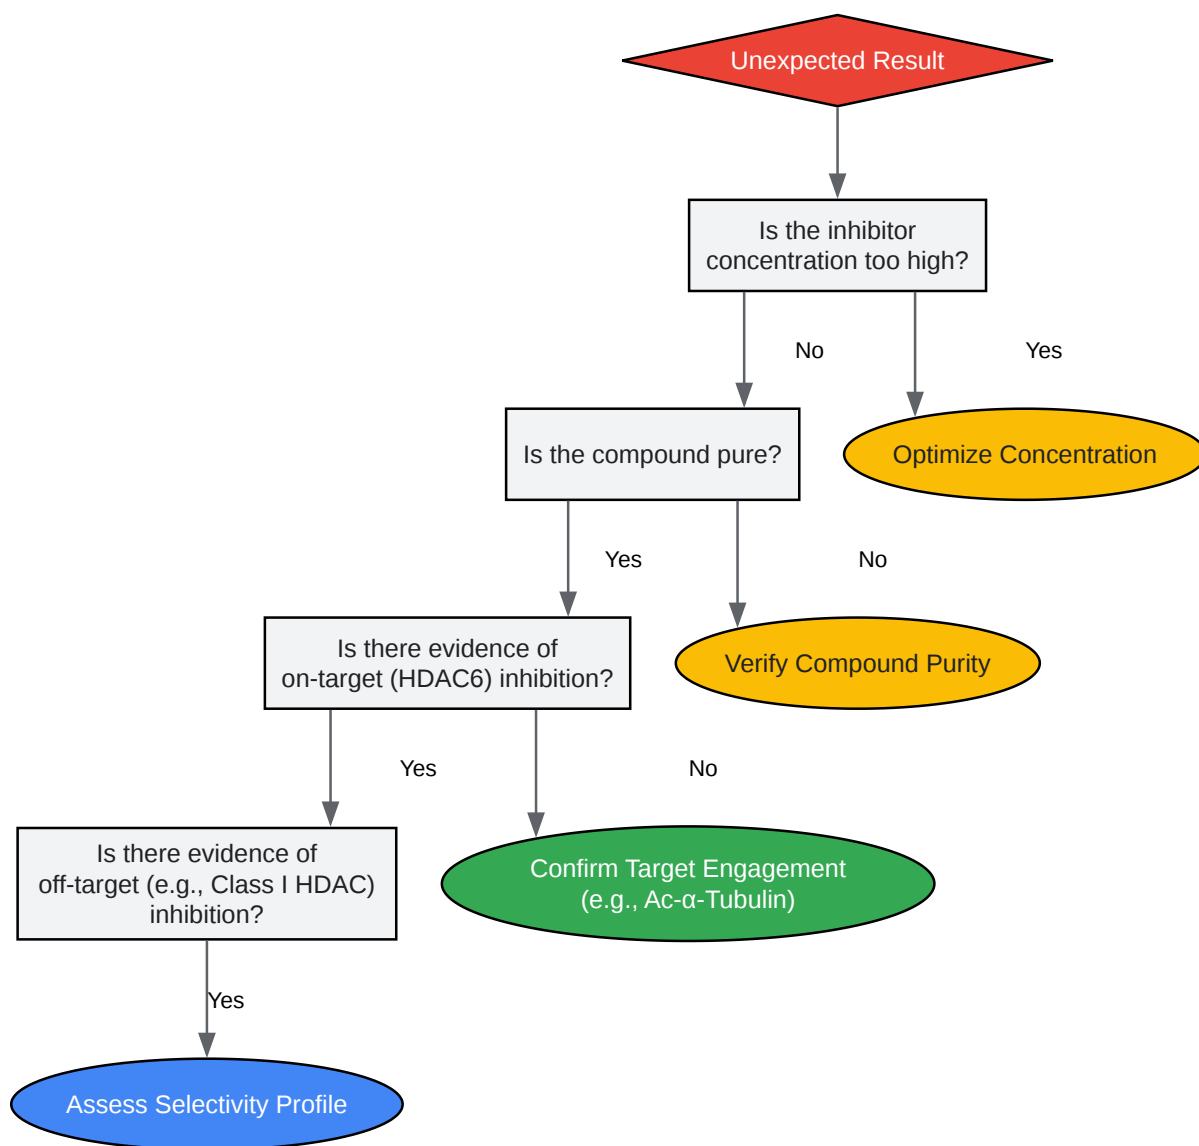 Unexpected Result
Is the inhibitor
concentration too high?
No
Yes
Is the compound pure?
Optimize Concentration
Yes
No
Is there evidence of
on-target (HDAC6) inhibition?
Verify Compound Purity
Yes
No
Is there evidence of
off-target (e.g., Class I HDAC)
inhibition?
Confirm Target Engagement
(e.g., Ac-α-Tubulin)
Yes
Assess Selectivity Profile